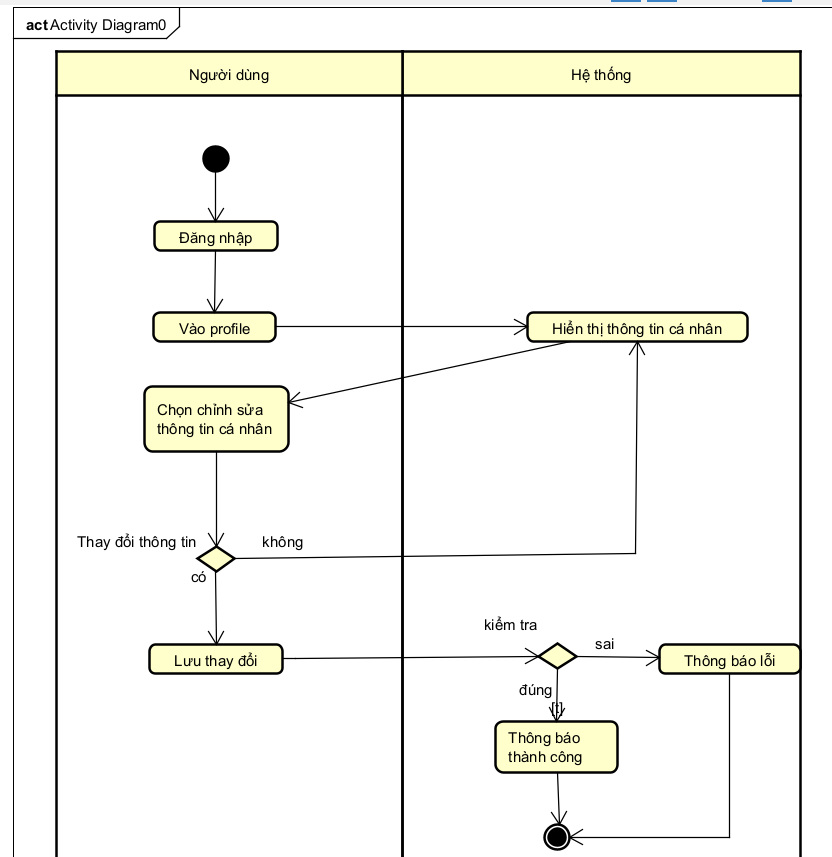 act Activity Diagram0
Người dùng
Hệ thống
Đăng nhập
Vào profile
Hiển thị thông tin cá nhân
Chọn chỉnh sửa
thông tin cá nhân
Thay đổi thông tin
không
có
kiểm tra
sai
Lưu thay đổi
Thông báo lỗi
đúng
Thông báo
thành công